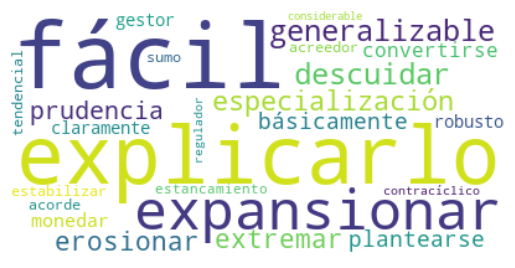 considerable
gestor
fácil
generalizable
acreedor
convertirse
sumo
tendencial
descuidar
prudencia
especialización
regulador
claramente
básicamente
robusto
explicarlo
estabilizar
estancamiento
contracíclico
acorde
monedar
expansionar
erosionar
extremar
plantearse